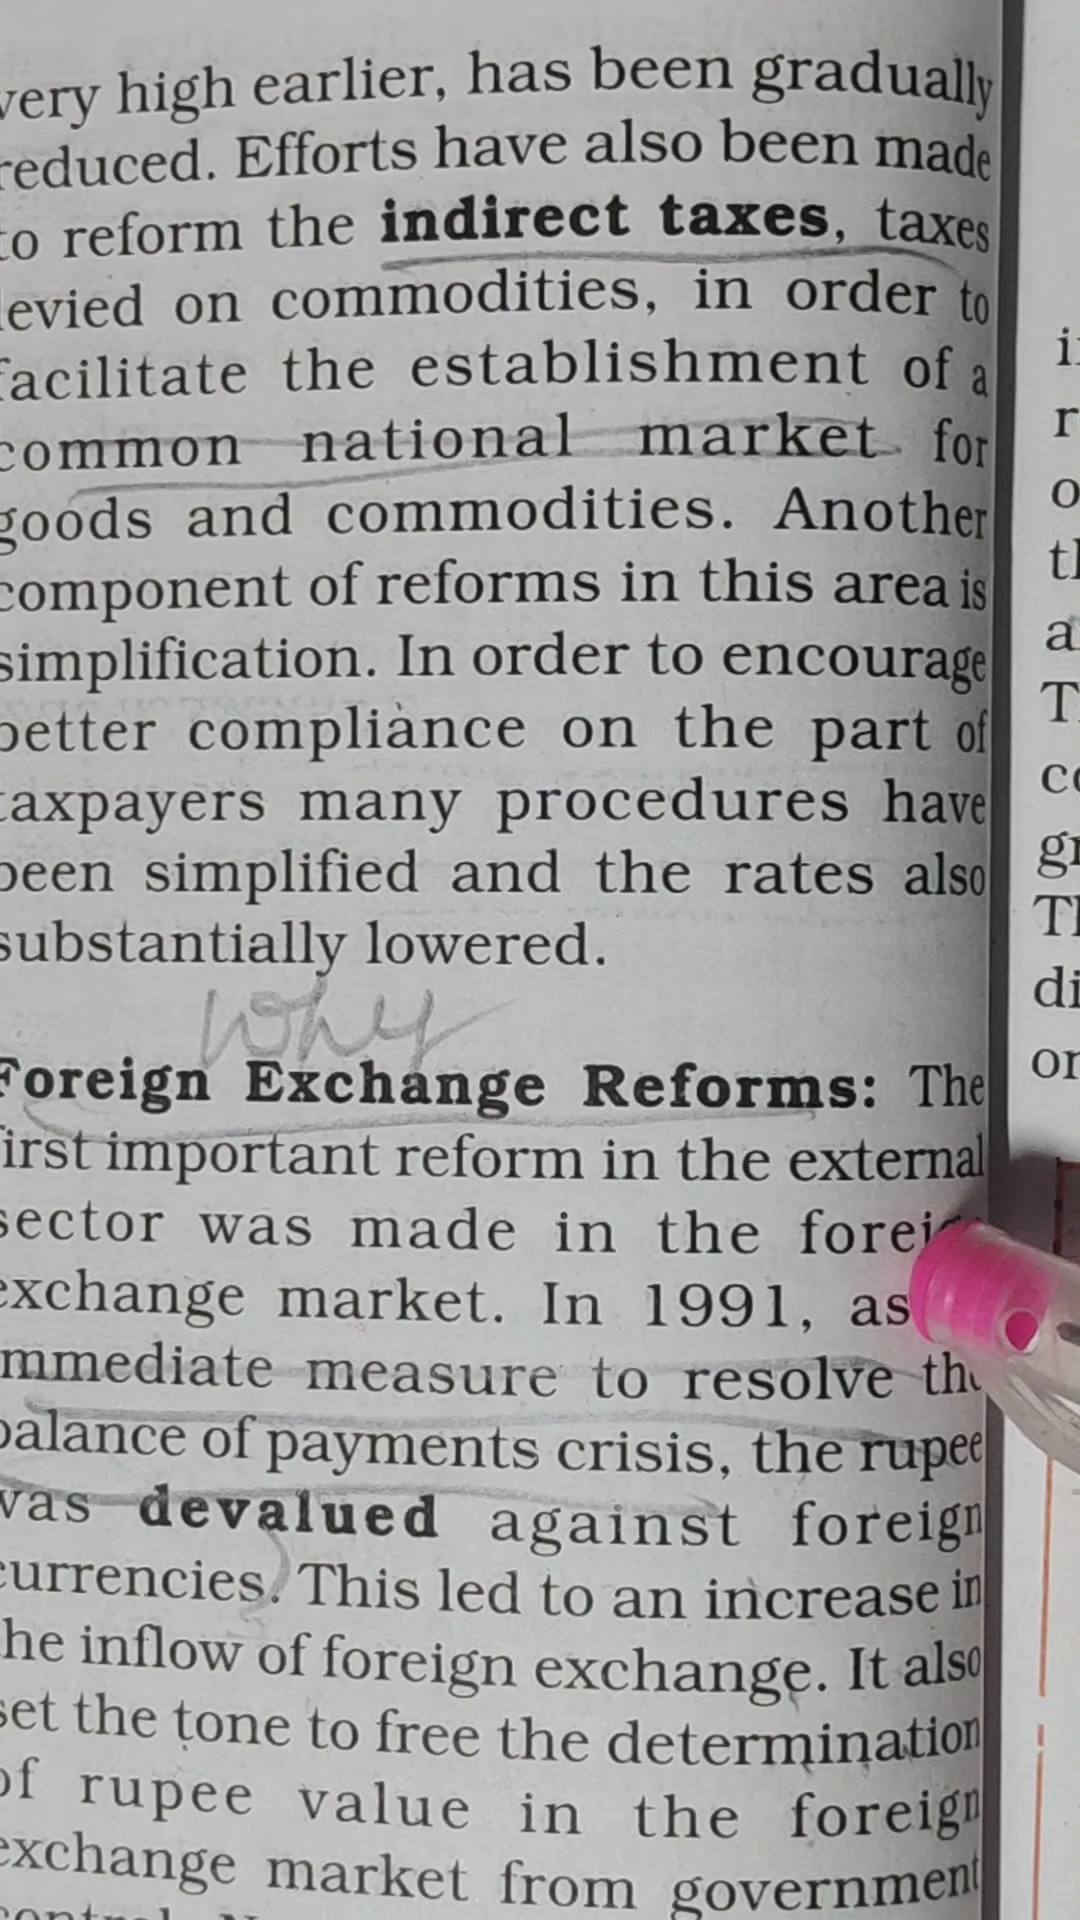 very high earlier, has been gradually
reduced. Efforts have also been made
to reform the indirect taxes, taxes
levied on commodities, in order to
facilitate the establishment of a
common national market for
goods and commodities. Another
component of reforms in this area is
simplification. In order to encourage
better compliance on the part of
taxpayers many procedures have
been simplified and the rates also
substantially lowered.
Why
Foreign Exchange Reforms: The
first important reform in the external
sector was made in the foreig
exchange market. In 1991, as
immediate measure to resolve the
balance of payments crisis, the rupee
was devalued against foreign
currencies. This led to an increase in
the inflow of foreign exchange. It also
set the tone to free the determination
of rupee value in the foreign
exchange market from government